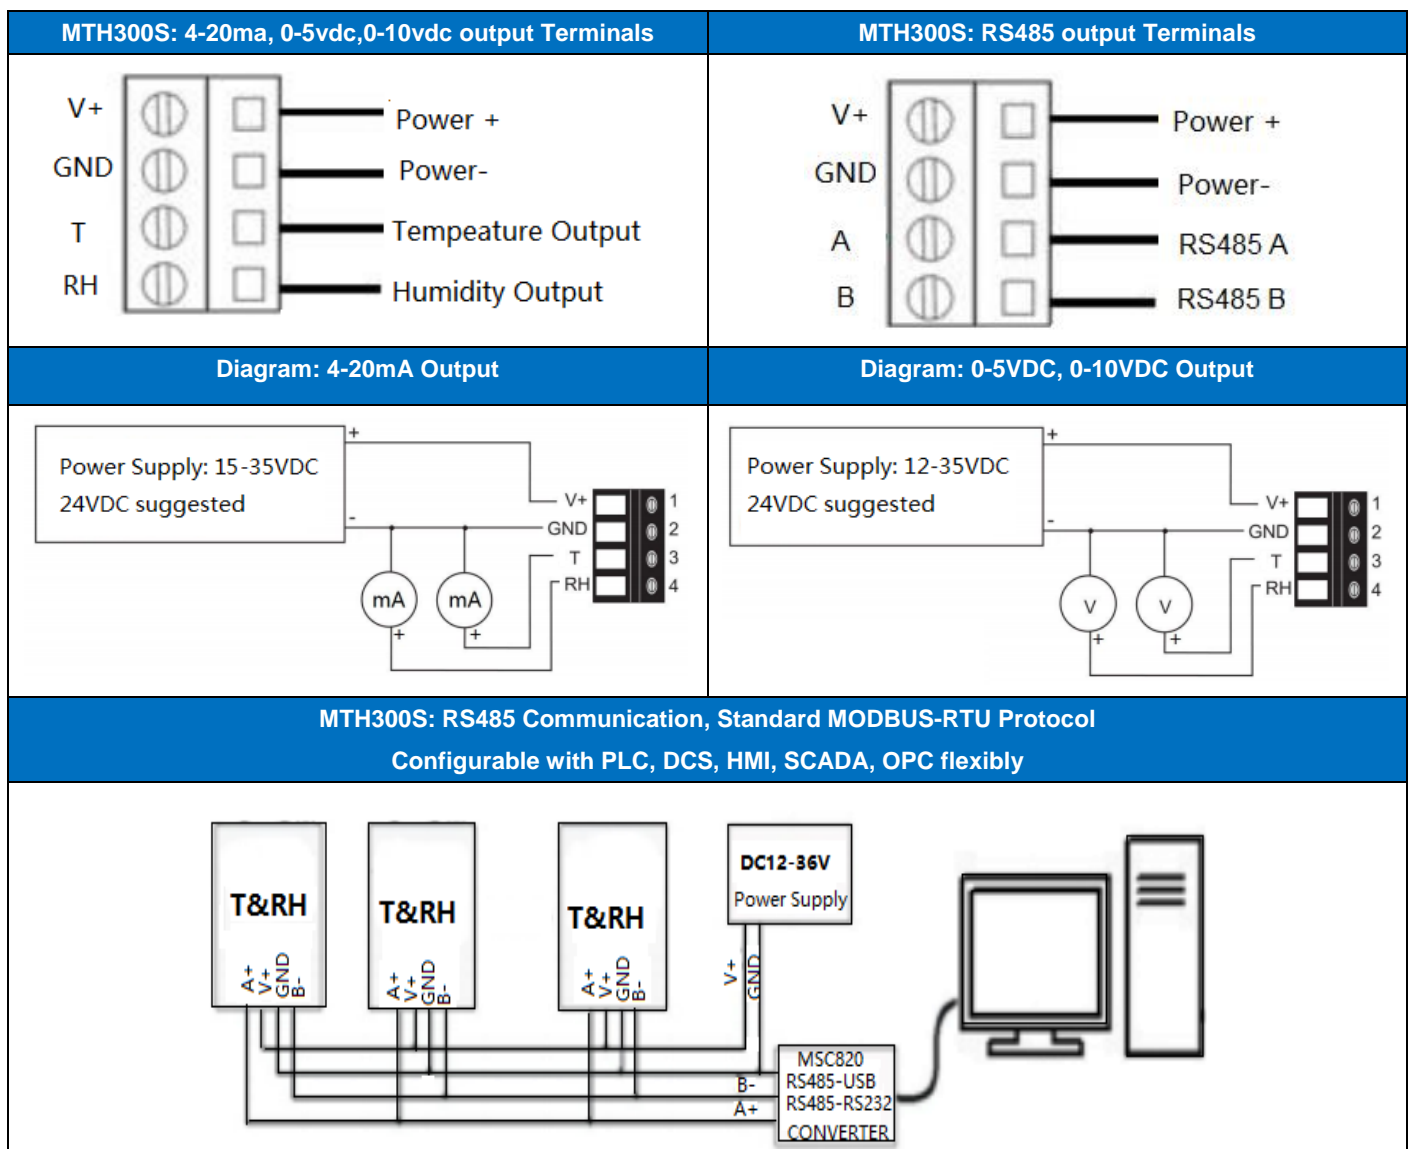 MTH300S: 4-20ma, 0-5vdc,0-10vdc output Terminals
MTH300S: RS485 output Terminals
V+
Power +
GND
Power-
T
Tempeature Output
RH
Humidity Output
V+
Power +
GND
Power-
A
RS485 A
B
RS485 B
Diagram: 4-20mA Output
Diagram: 0-5VDC, 0-10VDC Output
Power Supply: 15-35VDC
24VDC suggested
+
-
V+
1
GND
2
T
3
RH
4
mA
mA
+
+
Power Supply: 12-35VDC
24VDC suggested
+
-
V+
1
GND
2
T
3
RH
4
V
V
+
+
MTH300S: RS485 Communication, Standard MODBUS-RTU Protocol
Configurable with PLC, DCS, HMI, SCADA, OPC flexibly
T&RH
A+
V+
GND
B-
T&RH
A+
V+
GND
B-
T&RH
A+
V+
GND
B-
DC12-36V
Power Supply
V+
GND
B-
A+
MSC820
RS485-USB
RS485-RS232
CONVERTER